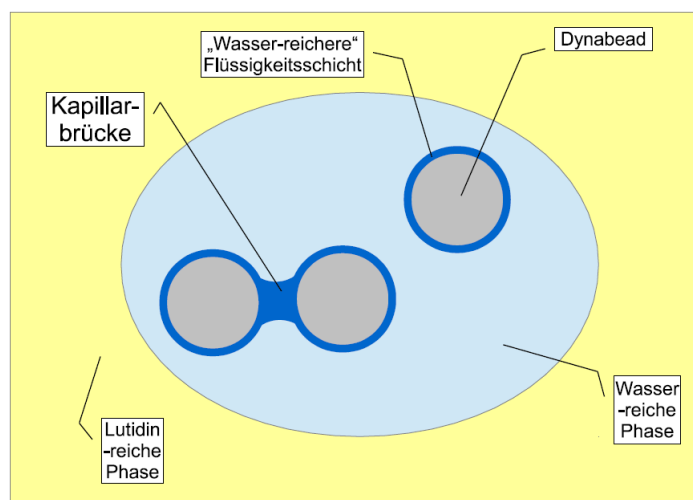 „Wasser-reichere“
Flüssigkeitsschicht
Dynabead
Kapillar-
brücke
Lutidin
-reiche
Phase
Wasser
-reiche
Phase